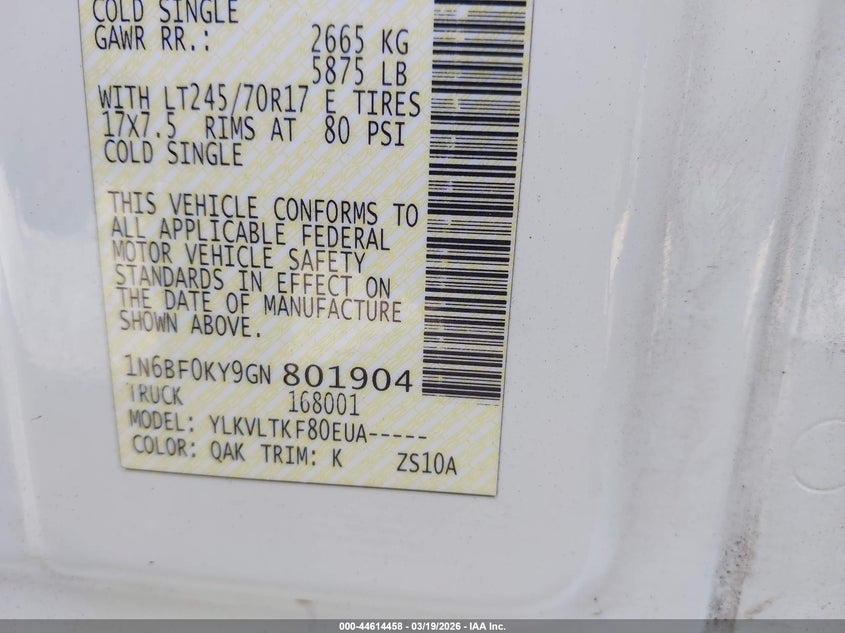 COLD SINGLE
GAWR RR.: 2665 KG
5875 LB
WITH LT245/70R17 E TIRES
17X7.5 RIMS AT 80 PSI
COLD SINGLE
THIS VEHICLE CONFORMS TO
ALL APPLICABLE FEDERAL
MOTOR VEHICLE SAFETY
STANDARDS IN EFFECT ON
THE DATE OF MANUFACTURE
SHOWN ABOVE.
1N6BF0KY9GN 801904
TRUCK 168001
MODEL: YLKVLTKF80EUA-----
COLOR: QAK TRIM: K ZS10A
000-44614458 - 03/19/2026 - IAA Inc.